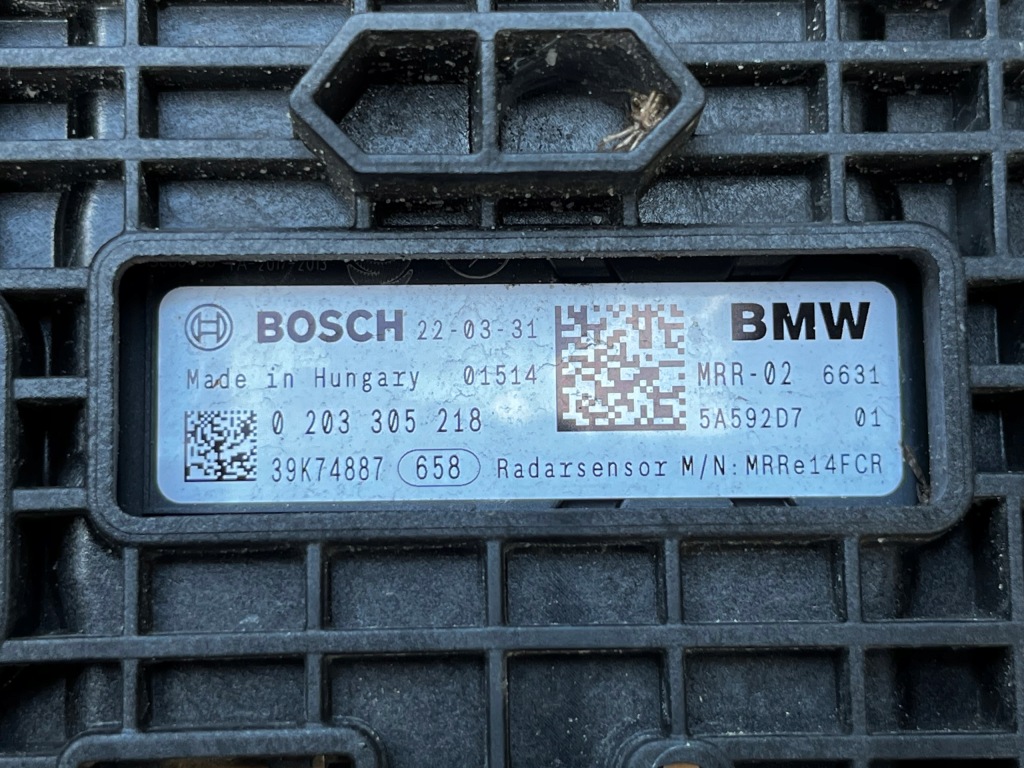 BOSCH 22-03-31 BMW
Made in Hungary 01514 MRR-02 6631
0 203 305 218 5A592D7 01
39K74887 658 Radarsensor M/N: MRRe14FCR